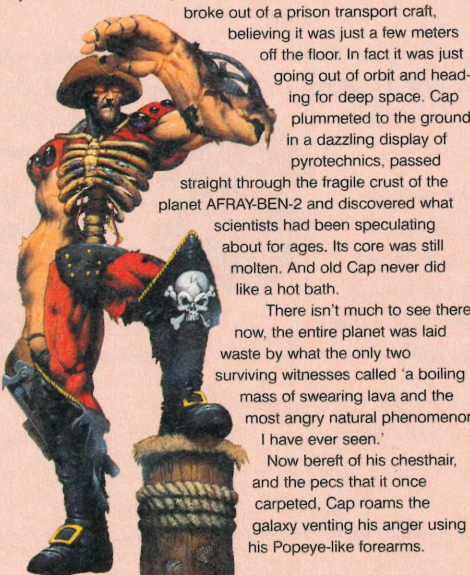 broke out of a prison transport craft,
believing it was just a few meters
off the floor. In fact it was just
going out of orbit and head-
ing for deep space. Cap
plummeted to the ground
in a dazzling display of
pyrotechnics, passed
straight through the fragile crust of the
planet AFRAY-BEN-2 and discovered what
scientists had been speculating
about for ages. Its core was still
molten. And old Cap never did
like a hot bath.
There isn't much to see there
now, the entire planet was laid
waste by what the only two
surviving witnesses called 'a boiling
mass of swearing lava and the
most angry natural phenomenon
I have ever seen.'
Now bereft of his chesthair,
and the pecs that it once
carpeted, Cap roams the
galaxy venting his anger using
his Popeye-like forearms.